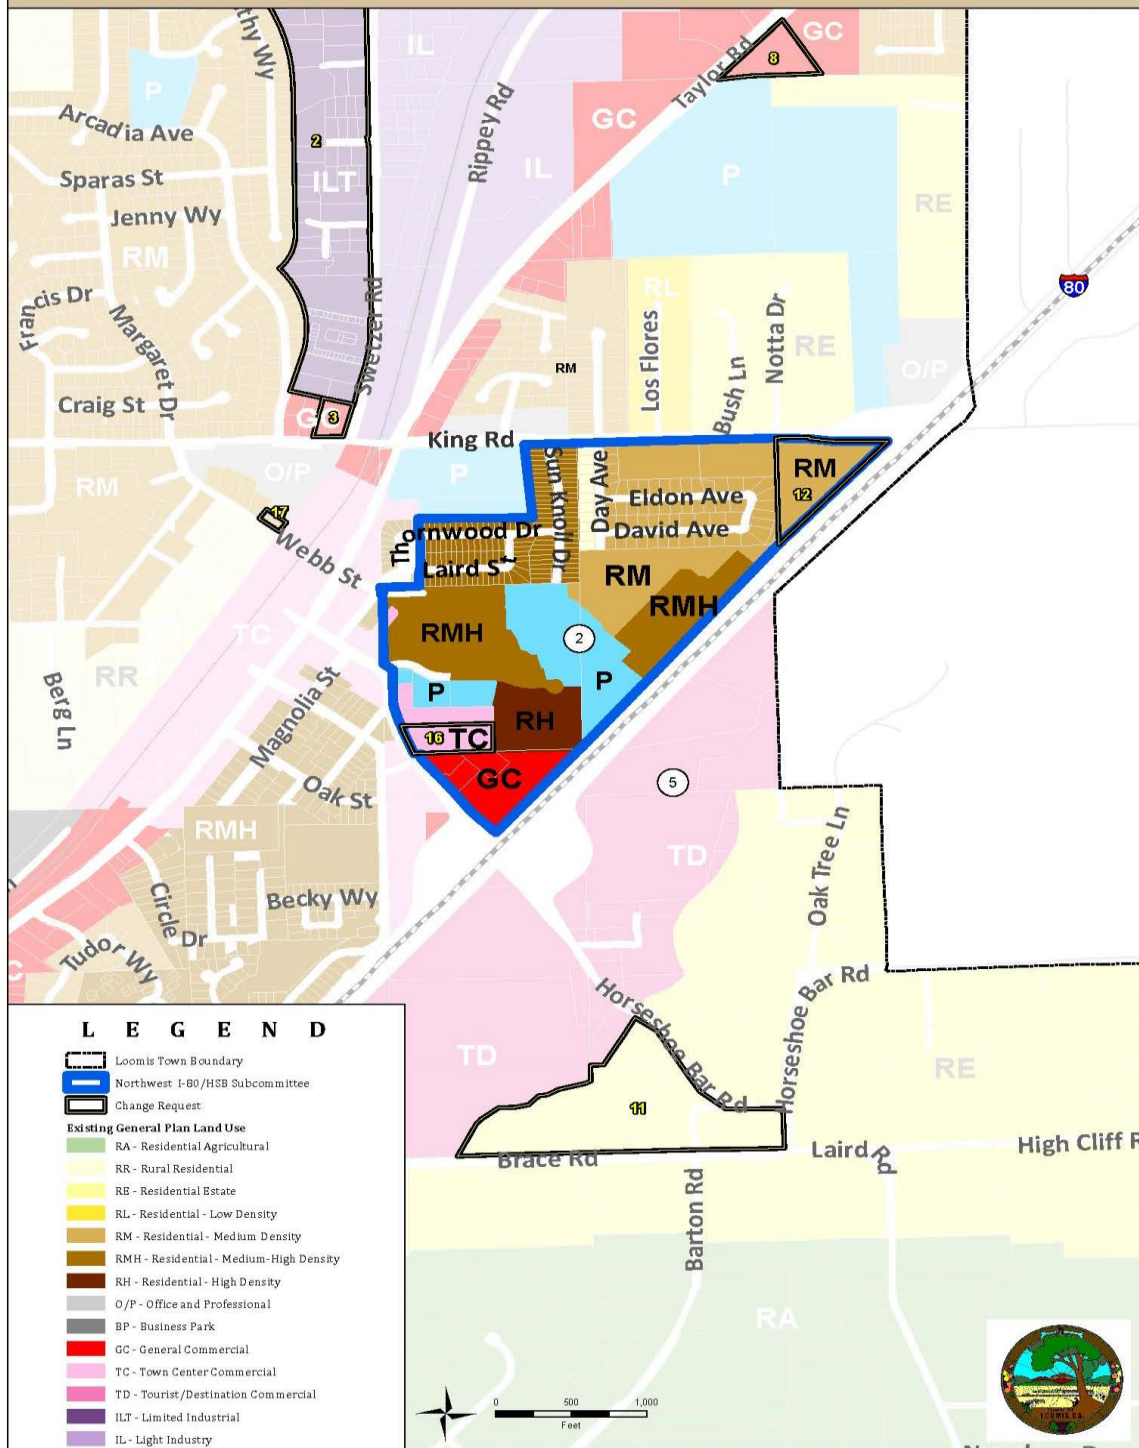 thy Wy
IL
Taylor Rd
GC
8
P
Arcadia Ave
2
Rippey Rd
GC
Sparas St
ILT
IL
P
Jenny Wy
RE
RM
80
Francis Dr
Swetzer Rd
RL
Margaret Dr
Los Flores
Notta Dr
RE
RM
O/P
Craig St
GC
3
Bush Ln
King Rd
O/P
P
Sun Knoll Dr
Day Ave
RM
RM
12
Eldon Ave
17
Thornwood Dr
David Ave
Webb St
Laird St
RM
RMH
TC
RMH
2
RR
P
P
Berg Ln
Magnolia St
RH
16 TC
GC
5
Oak St
RMH
TD
Oak Tree Ln
Becky Wy
Circle Dr
Tudor Wy
C
Horseshoe Bar Rd
Horseshoe Bar Rd
TD
RE
11
Brace Rd
Laird Rd
High Cliff R
Barton Rd
RA
LEGEND
Loomis Town Boundary
Northwest I-80/HSB Subcommittee
Change Request
Existing General Plan Land Use
RA - Residential Agricultural
RR - Rural Residential
RE - Residential Estate
RL - Residential - Low Density
RM - Residential - Medium Density
RMH - Residential - Medium-High Density
RH - Residential - High Density
O/P - Office and Professional
BP - Business Park
GC - General Commercial
TC - Town Center Commercial
TD - Tourist/Destination Commercial
ILT - Limited Industrial
IL - Light Industry
0 500 1,000
Feet
LOOMIS CA.